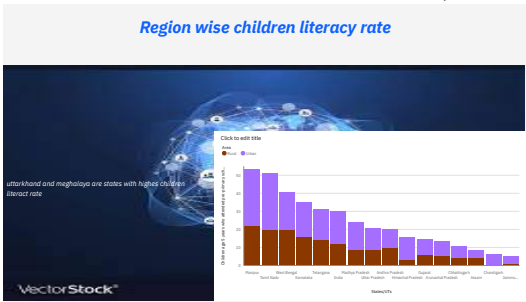 Region wise children literacy rate
uttarkhand and meghalaya are states with highes children
literact rate
Click to edit title
Area
Rural Urban
Manipur West Bengal Telangana Madhya Pradesh Andhra Pradesh Gujarat Chhattisgarh Chandigarh
Tamil Nadu Karnataka Delhi Uttar Pradesh Himachal Pradesh Arunachal Pradesh Assam
States/UTs
VectorStock